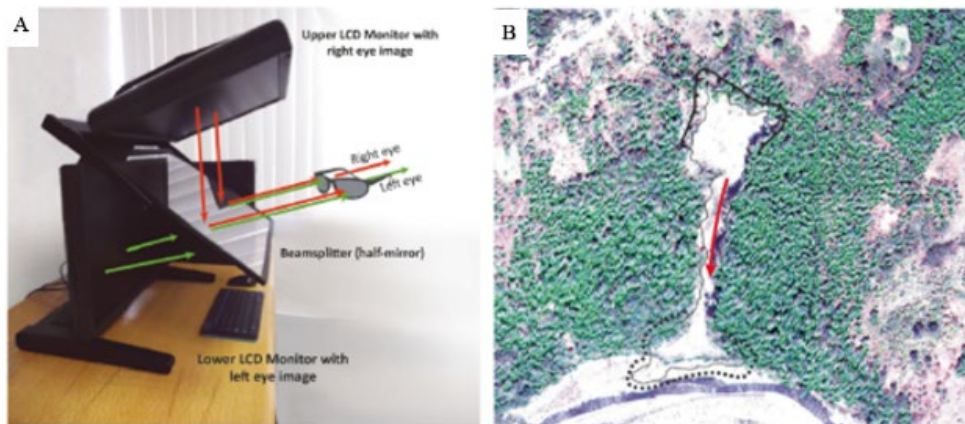 A
Upper LCD Monitor with
right eye image
Right eye
Left eye
Beamsplitter (half-mirror)
Lower LCD Monitor with
left eye image
B